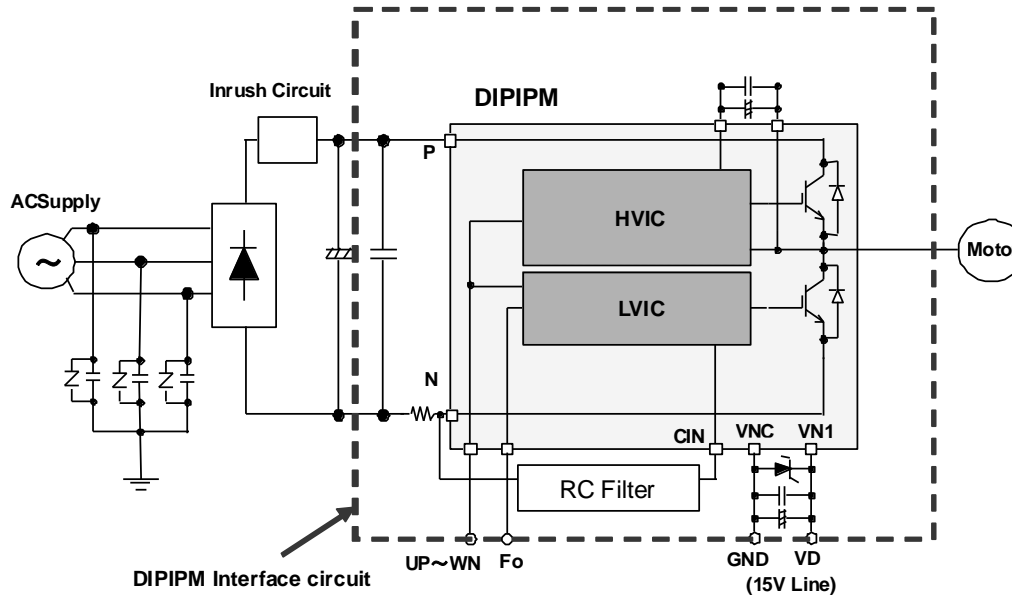 Inrush Circuit
DIPIPM
P
ACSupply
HVIC
~
Moto
LVIC
N
CIN
VNC
VN1
RC Filter
UP～WN
Fo
GND
VD
DIPIPM Interface circuit
(15V Line)